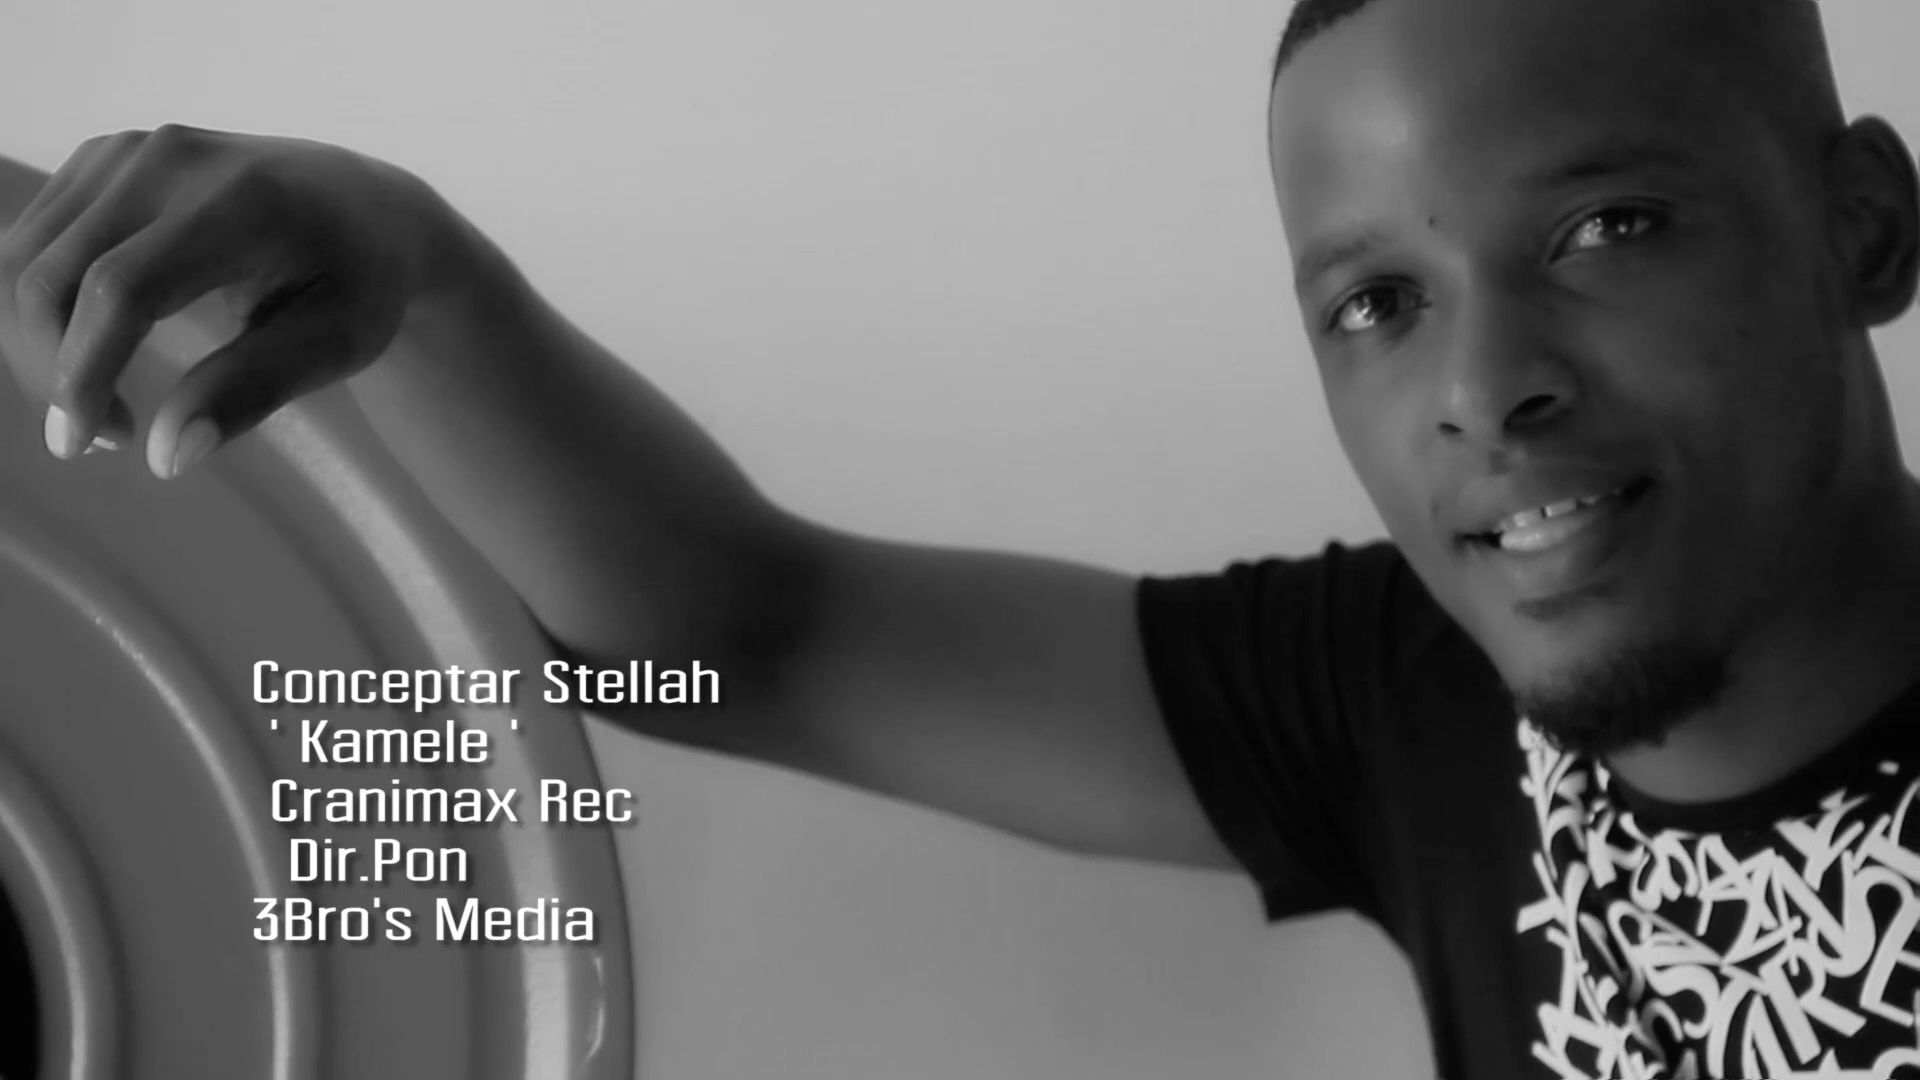 Conceptar Stellah
' Kamele '
Cranimax Rec
Dir.Pon
3Bro's Media